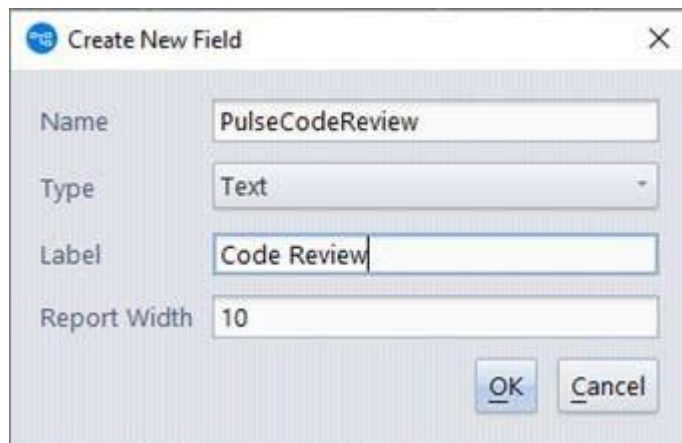 Create New Field
Name PulseCodeReview
Type Text
Label Code Review
Report Width 10
OK Cancel